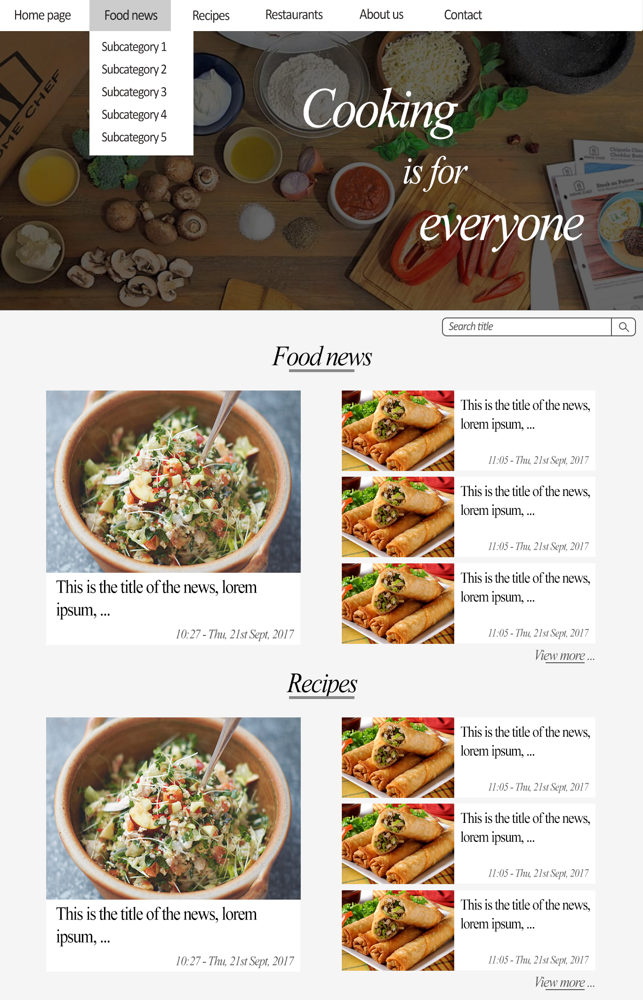 Home page
Food news
Recipes
Restaurants
About us
Contact
Subcategory 1
Subcategory 2
Subcategory 3
Subcategory 4
Subcategory 5
Cooking
is for
everyone
HOME CHEF
HOME CHEF
Steak au Poivre
Search title
Food news
This is the title of the news, lorem
ipsum, ...
10:27 - Thu, 21st Sept, 2017
This is the title of the news,
lorem ipsum, ...
11:05 - Thu, 21st Sept, 2017
This is the title of the news,
lorem ipsum, ...
11:05 - Thu, 21st Sept, 2017
This is the title of the news,
lorem ipsum, ...
11:05 - Thu, 21st Sept, 2017
View more ...
Recipes
This is the title of the news, lorem
ipsum, ...
10:27 - Thu, 21st Sept, 2017
This is the title of the news,
lorem ipsum, ...
11:05 - Thu, 21st Sept, 2017
This is the title of the news,
lorem ipsum, ...
11:05 - Thu, 21st Sept, 2017
This is the title of the news,
lorem ipsum, ...
11:05 - Thu, 21st Sept, 2017
View more ...